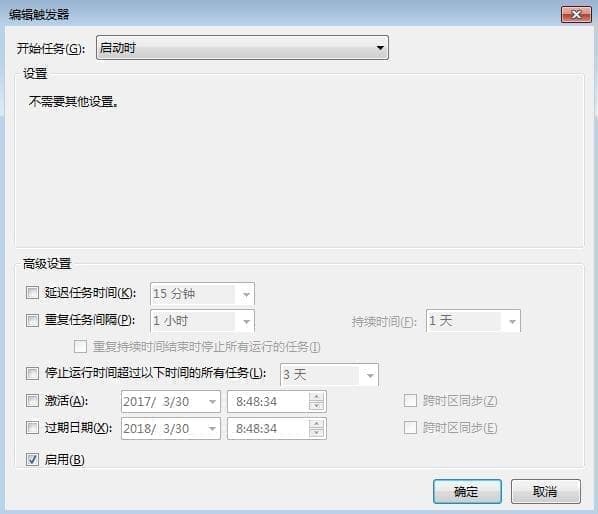 编辑触发器
开始任务(G): 启动时
设置
不需要其他设置。
高级设置
延迟任务时间(K): 15 分钟
重复任务间隔(P): 1 小时 持续时间(F): 1 天
重复持续时间结束时停止所有运行的任务(I)
停止运行时间超过以下时间的所有任务(L): 3 天
激活(A): 2017/ 3/30 8:48:34 跨时区同步(Z)
过期日期(X): 2018/ 3/30 8:48:34 跨时区同步(E)
启用(B)
确定 取消